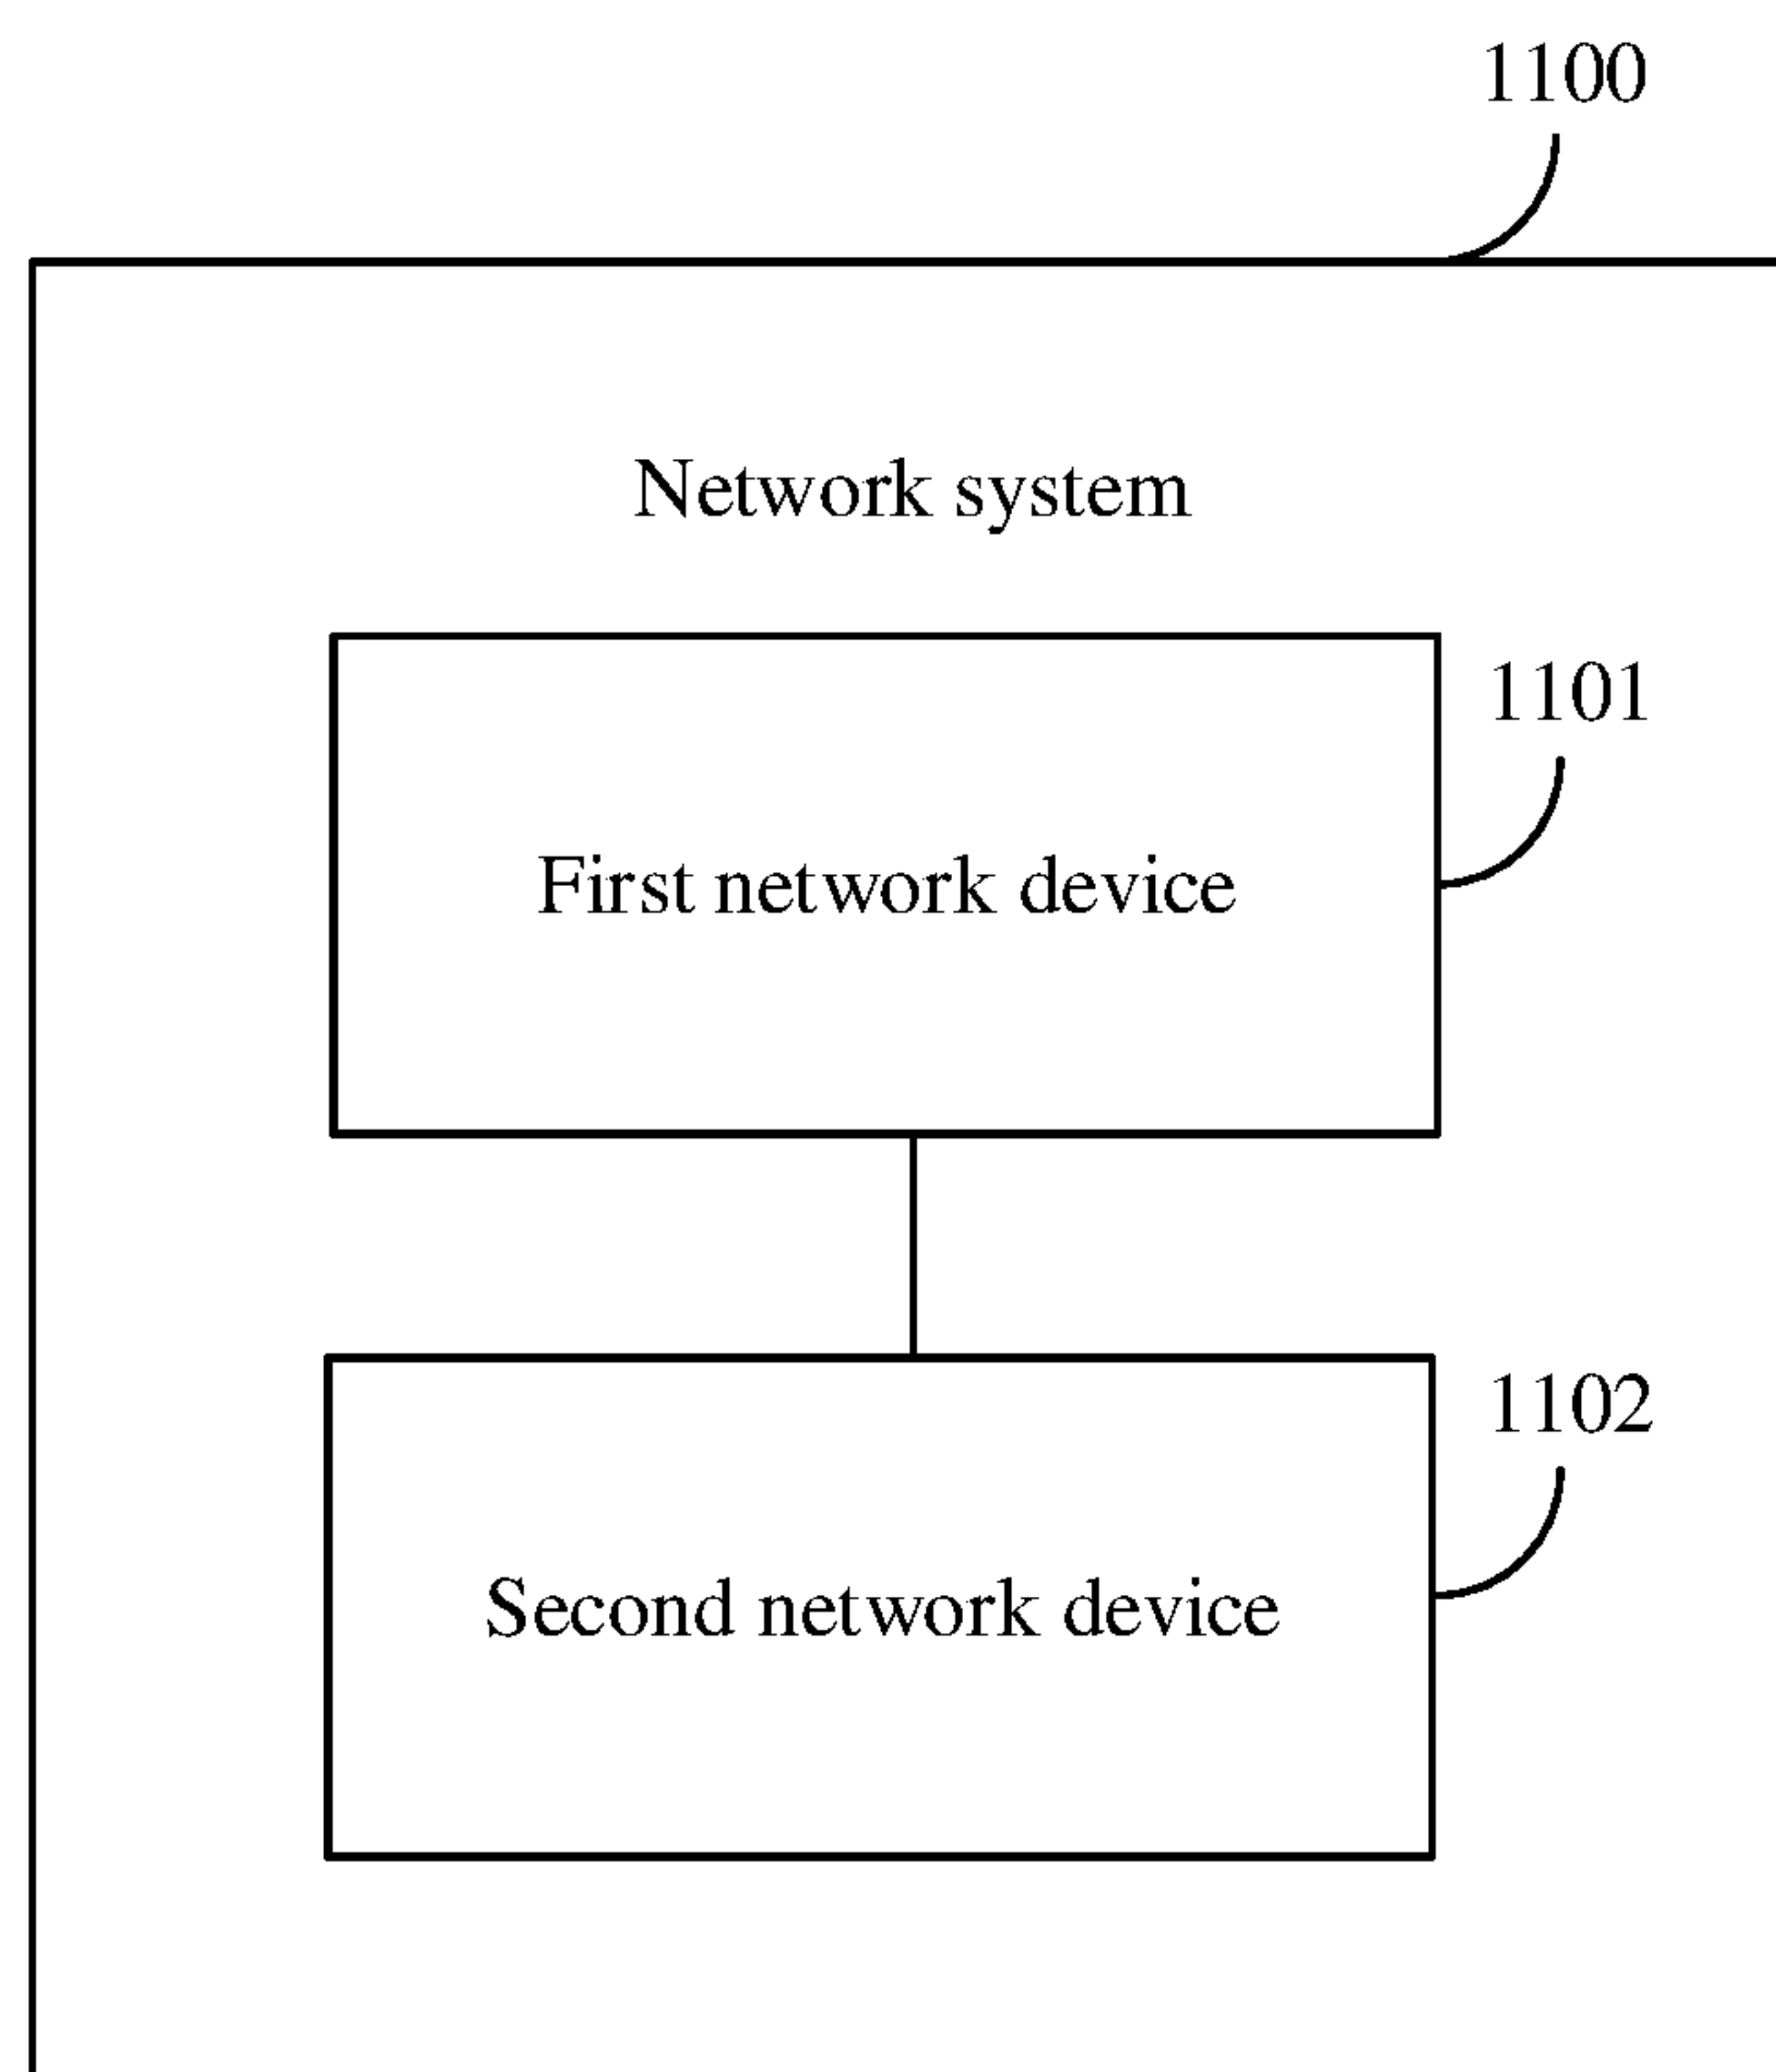 1100
Network system
1101
First network device
1102
Second network device